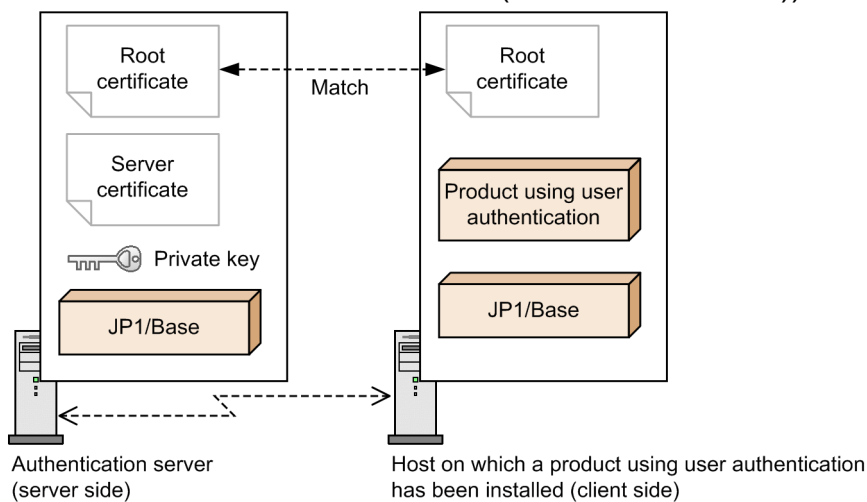 Root
certificate
Match
Root
certificate
Server
certificate
Product using user
authentication
Private key
JP1/Base
JP1/Base
Authentication server
(server side)
Host on which a product using user authentication
has been installed (client side)